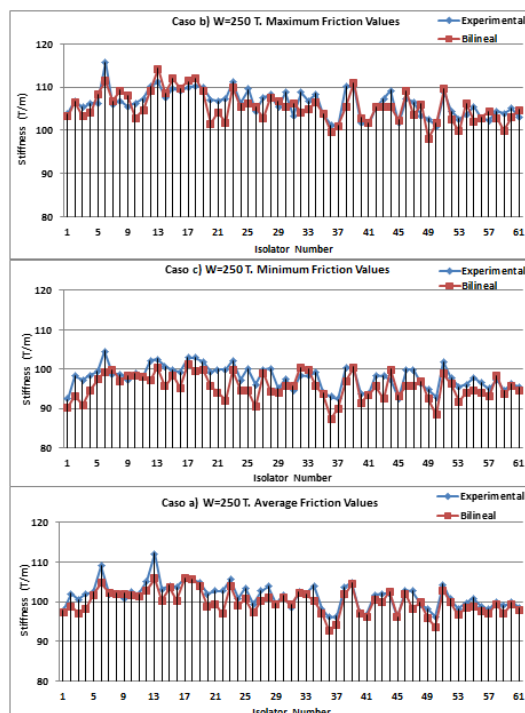 Caso b) W=250 T. Maximum Friction Values
Experimental
Bilineal
Stiffness (T/m)
120
110
100
90
80
1 5 9 13 17 21 25 29 33 37 41 45 49 53 57 61
Isolator Number
Caso c) W=250 T. Minimum Friction Values
Experimental
Bilineal
Stiffness (T/m)
120
110
100
90
80
1 5 9 13 17 21 25 29 33 37 41 45 49 53 57 61
Isolator Number
Caso a) W=250 T. Average Friction Values
Experimental
Bilineal
Stiffness (T/m)
120
110
100
90
80
1 5 9 13 17 21 25 29 33 37 41 45 49 53 57 61
Isolator Number